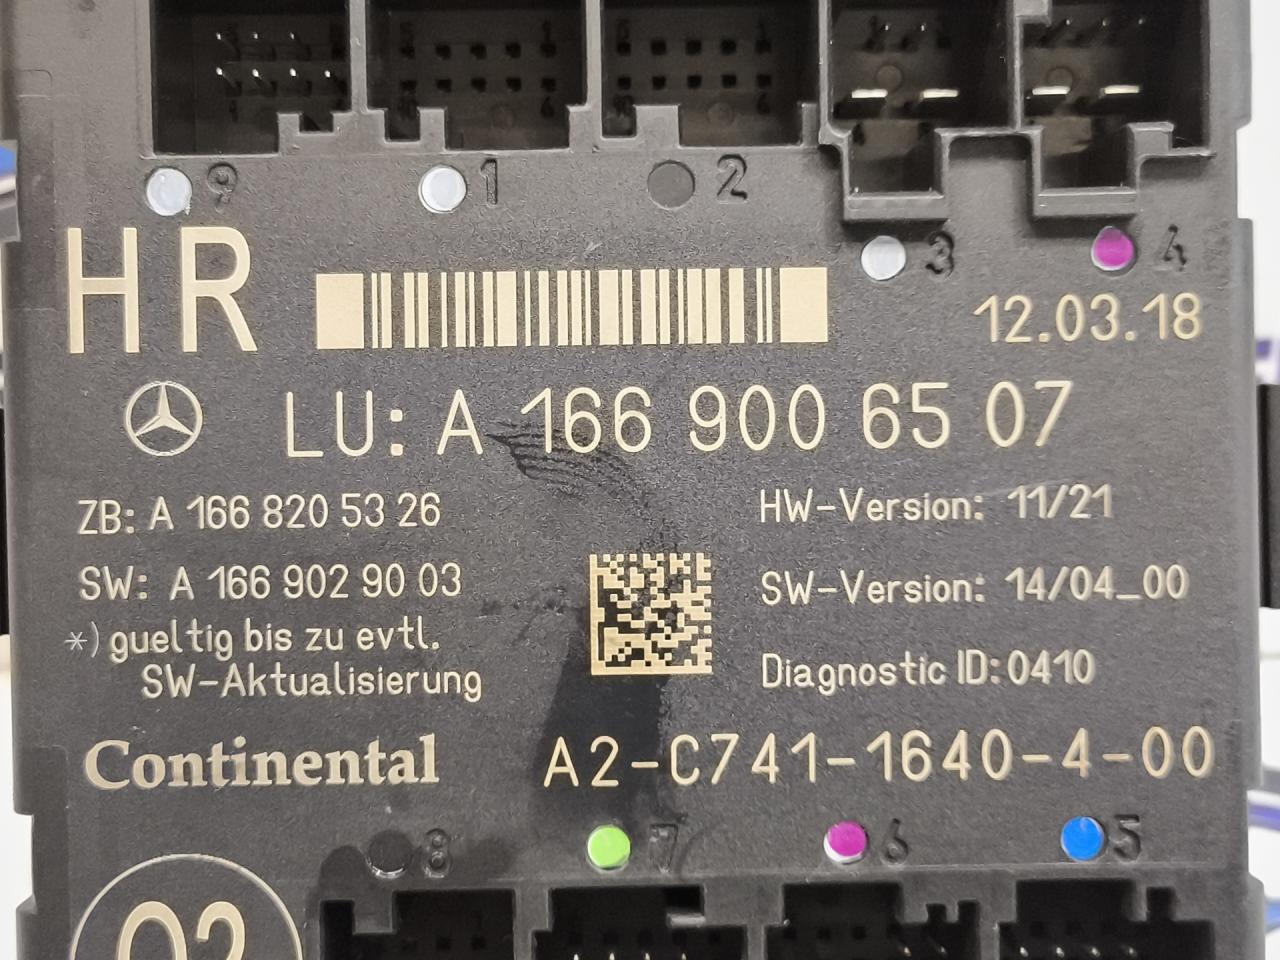 9 1 2
3 4
HR
12.03.18
LU: A 166 900 65 07
ZB: A 166 820 53 26
HW-Version: 11/21
SW: A 166 902 90 03
SW-Version: 14/04_00
*) gueltig bis zu evtl.
SW-Aktualisierung
Diagnostic ID: 0410
Continental
A2-C741-1640-4-00
8 7 6 5